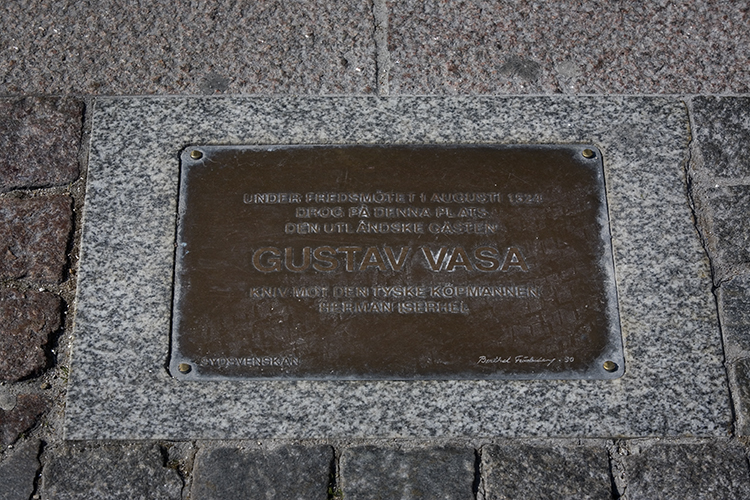 UNDER FREDSMÖTET I AUGUSTI 1524
DROG PÅ DENNA PLATS
DEN UTLÄNDSKE GÄSTEN
GUSTAV VASA
KNIV MOT DEN TYSKE KÖPMANNEN
HERMAN ISERHEL
SYDSVENSKAN